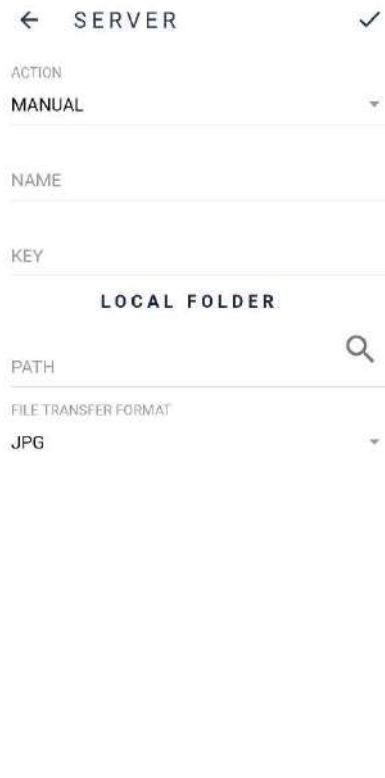 SERVER
ACTION
MANUAL
NAME
KEY
LOCAL FOLDER
PATH
FILE TRANSFER FORMAT
JPG